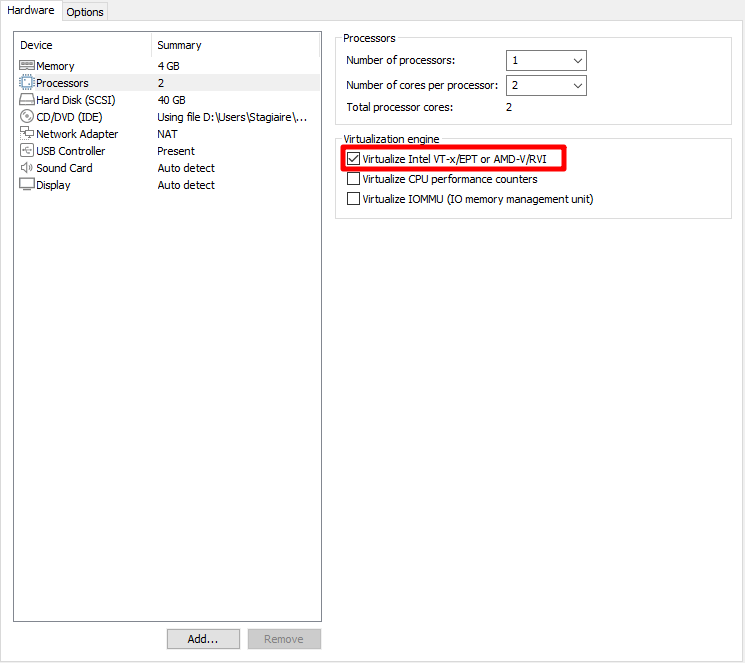 Hardware Options
Device Summary
Memory 4 GB
Processors 2
Hard Disk (SCSI) 40 GB
CD/DVD (IDE) Using file D:\Users\Stagiaire\...
Network Adapter NAT
USB Controller Present
Sound Card Auto detect
Display Auto detect
Add... Remove
Processors
Number of processors: 1
Number of cores per processor: 2
Total processor cores: 2
Virtualization engine
Virtualize Intel VT-x/EPT or AMD-V/RVI
Virtualize CPU performance counters
Virtualize IOMMU (IO memory management unit)